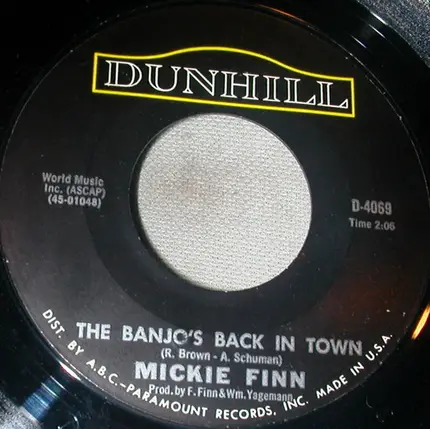 DUNHILL
World Music
Inc. (ASCAP)
(45-01048)
D-4069
Time 2:06
THE BANJO'S BACK IN TOWN
(R. Brown - A. Schuman)
MICKIE FINN
Prod. by F. Finn & Wm. Yagemann
DIST. BY A.B.C.-PARAMOUNT RECORDS, INC. MADE IN U.S.A.